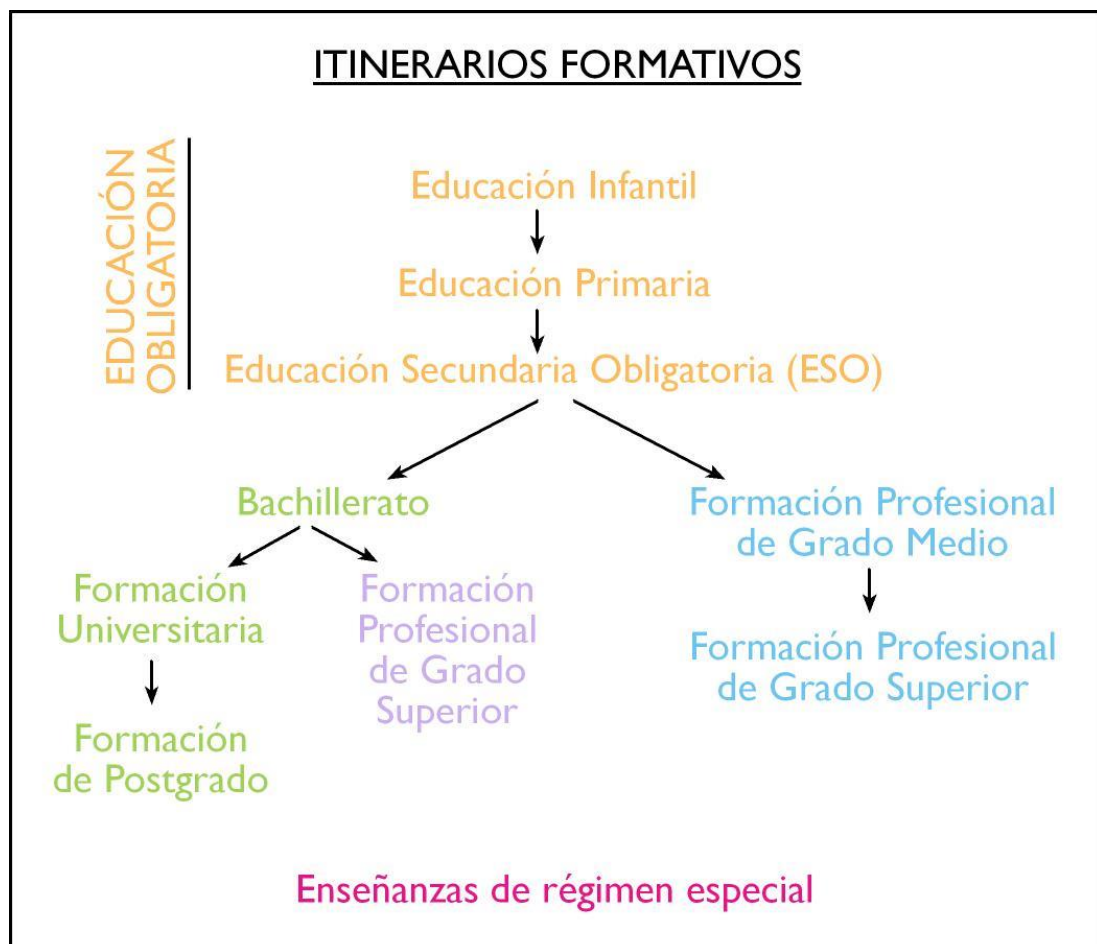 ITINERARIOS FORMATIVOS
EDUCACIÓN
OBLIGATORIA
Educación Infantil
Educación Primaria
Educación Secundaria Obligatoria (ESO)
Bachillerato
Formación
Universitaria
Formación
de Postgrado
Formación
Profesional
de Grado
Superior
Formación Profesional
de Grado Medio
Formación Profesional
de Grado Superior
Enseñanzas de régimen especial